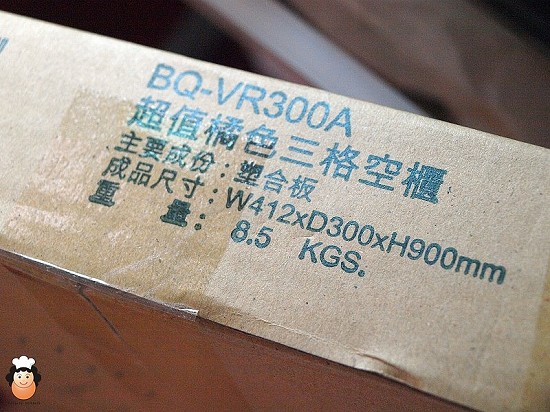 BQ-VR300A
超值橘色三格空櫃
主要成份：塑合板
成品尺寸：W412xD300xH900mm
重量：8.5 KGS.